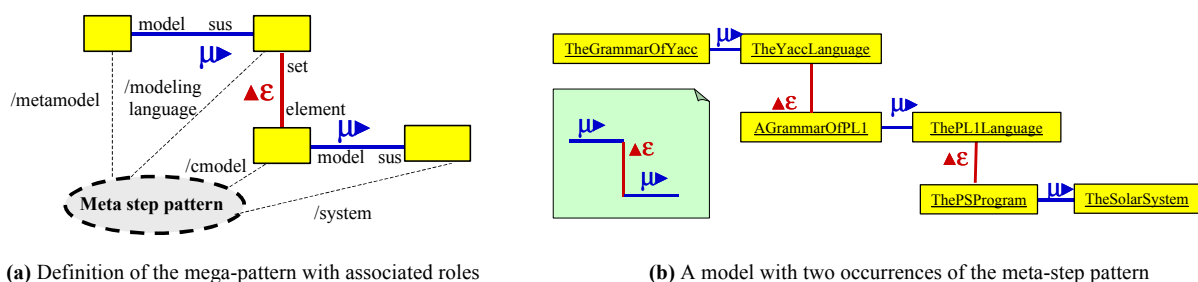 model sus
μ►
set
/modeling
language
/metamodel
▲ε
element
μ►
model sus
/cmodel
Meta step pattern
/system
(a) Definition of the mega-pattern with associated roles
TheGrammarOfYacc
μ►
TheYaccLanguage
▲ε
AGrammarOfPL1
μ►
ThePL1Language
▲ε
ThePSProgram
μ►
TheSolarSystem
μ►
▲ε
μ►
(b) A model with two occurrences of the meta-step pattern